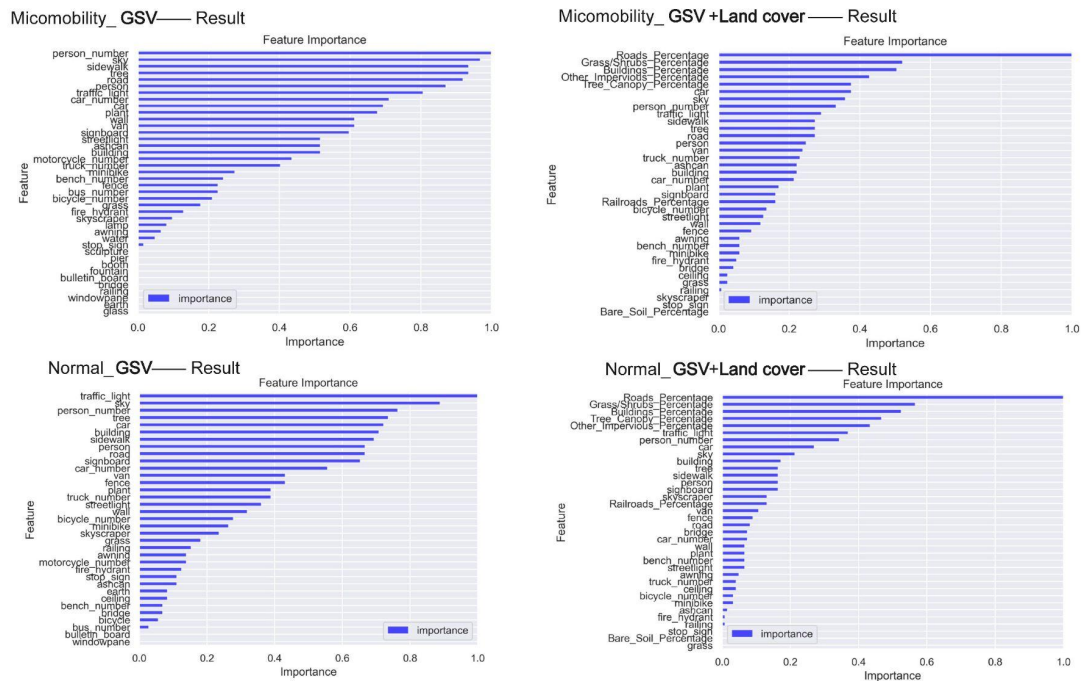 Micomobility_ GSV—— Result
Feature Importance
person_number
sky
sidewalk
tree
road
person
traffic_light
car_number
car
plant
wall
van
signboard
streetlight
ashcan
building
motorcycle_number
truck_number
minibike
bench_number
fence
bus_number
bicycle_number
grass
fire_hydrant
skyscraper
lamp
awning
water
stop_sign
sculpture
pier
booth
fountain
bulletin_board
bridge
railing
windowpane
earth
glass
Feature
importance
0.0 0.2 0.4 0.6 0.8 1.0
Importance
Micomobility_ GSV +Land cover —— Result
Feature Importance
Roads_Percentage
Grass/Shrubs_Percentage
Buildings_Percentage
Other_Impervious_Percentage
Tree_Canopy_Percentage
car
sky
person_number
traffic_light
sidewalk
tree
road
person
van
truck_number
ashcan
building
car_number
plant
signboard
Railroads_Percentage
bicycle_number
streetlight
wall
fence
awning
bench_number
minibike
fire_hydrant
bridge
ceiling
grass
railing
skyscraper
stop_sign
Bare_Soil_Percentage
Feature
importance
0.0 0.2 0.4 0.6 0.8 1.0
Importance
Normal_ GSV—— Result
Feature Importance
traffic_light
sky
person_number
tree
car
building
sidewalk
person
road
signboard
car_number
van
fence
plant
truck_number
streetlight
wall
bicycle_number
minibike
skyscraper
grass
railing
awning
motorcycle_number
fire_hydrant
stop_sign
ashcan
earth
ceiling
bench_number
bridge
bicycle
bus_number
bulletin_board
windowpane
Feature
importance
0.0 0.2 0.4 0.6 0.8 1.0
Importance
Normal_ GSV+Land cover —— Result
Feature Importance
Roads_Percentage
Grass/Shrubs_Percentage
Buildings_Percentage
Tree_Canopy_Percentage
Other_Impervious_Percentage
traffic_light
person_number
car
sky
building
tree
sidewalk
person
signboard
skyscraper
Railroads_Percentage
van
fence
road
bridge
car_number
wall
plant
bench_number
streetlight
awning
truck_number
ceiling
bicycle_number
minibike
ashcan
fire_hydrant
railing
stop_sign
Bare_Soil_Percentage
grass
Feature
importance
0.0 0.2 0.4 0.6 0.8 1.0
Importance